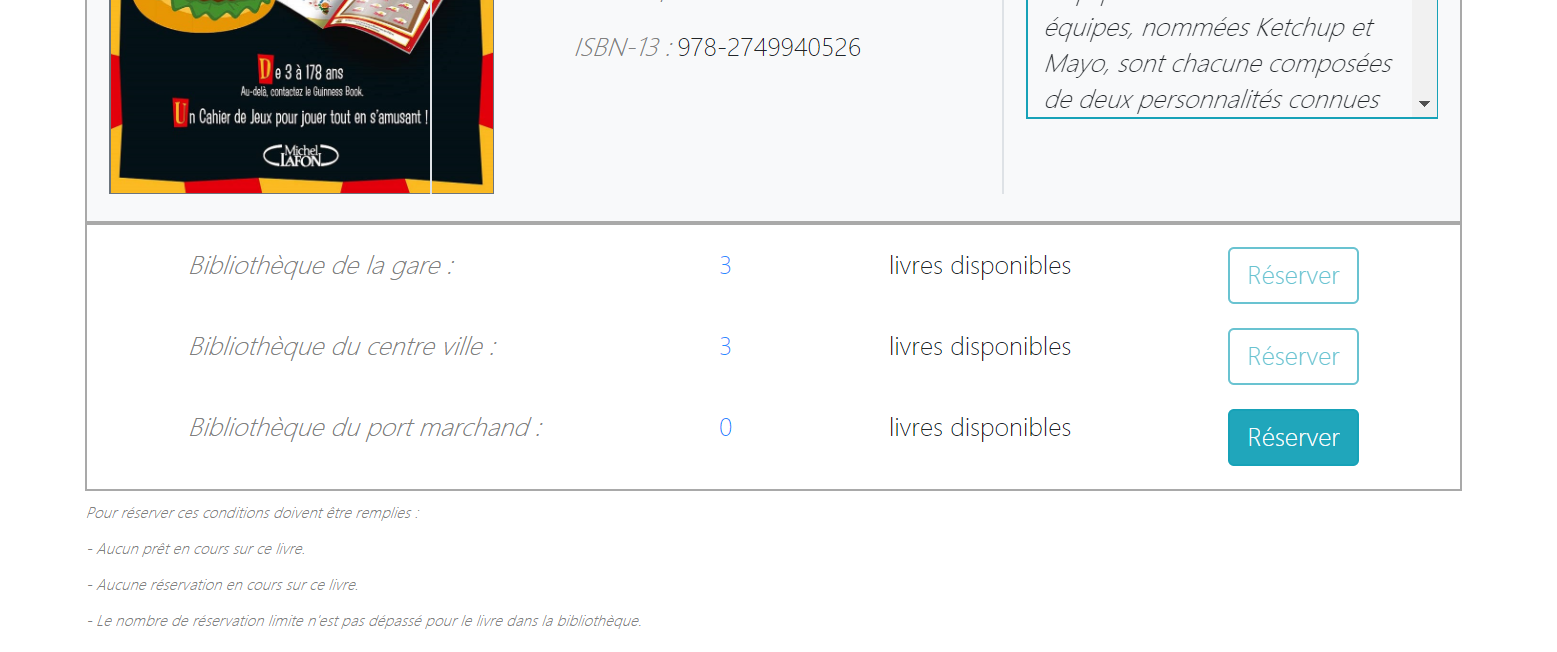 De 3 à 178 ans
Au-delà, contactez le Guinness Book.
Un Cahier de Jeux pour jouer tout en s'amusant !
Michel
LAFON
ISBN-13 : 978-2749940526
équipes, nommées Ketchup et
Mayo, sont chacune composées
de deux personnalités connues
Bibliothèque de la gare : 3 livres disponibles Réserver
Bibliothèque du centre ville : 3 livres disponibles Réserver
Bibliothèque du port marchand : 0 livres disponibles Réserver
Pour réserver ces conditions doivent être remplies :
- Aucun prêt en cours sur ce livre.
- Aucune réservation en cours sur ce livre.
- Le nombre de réservation limite n'est pas dépassé pour le livre dans la bibliothèque.